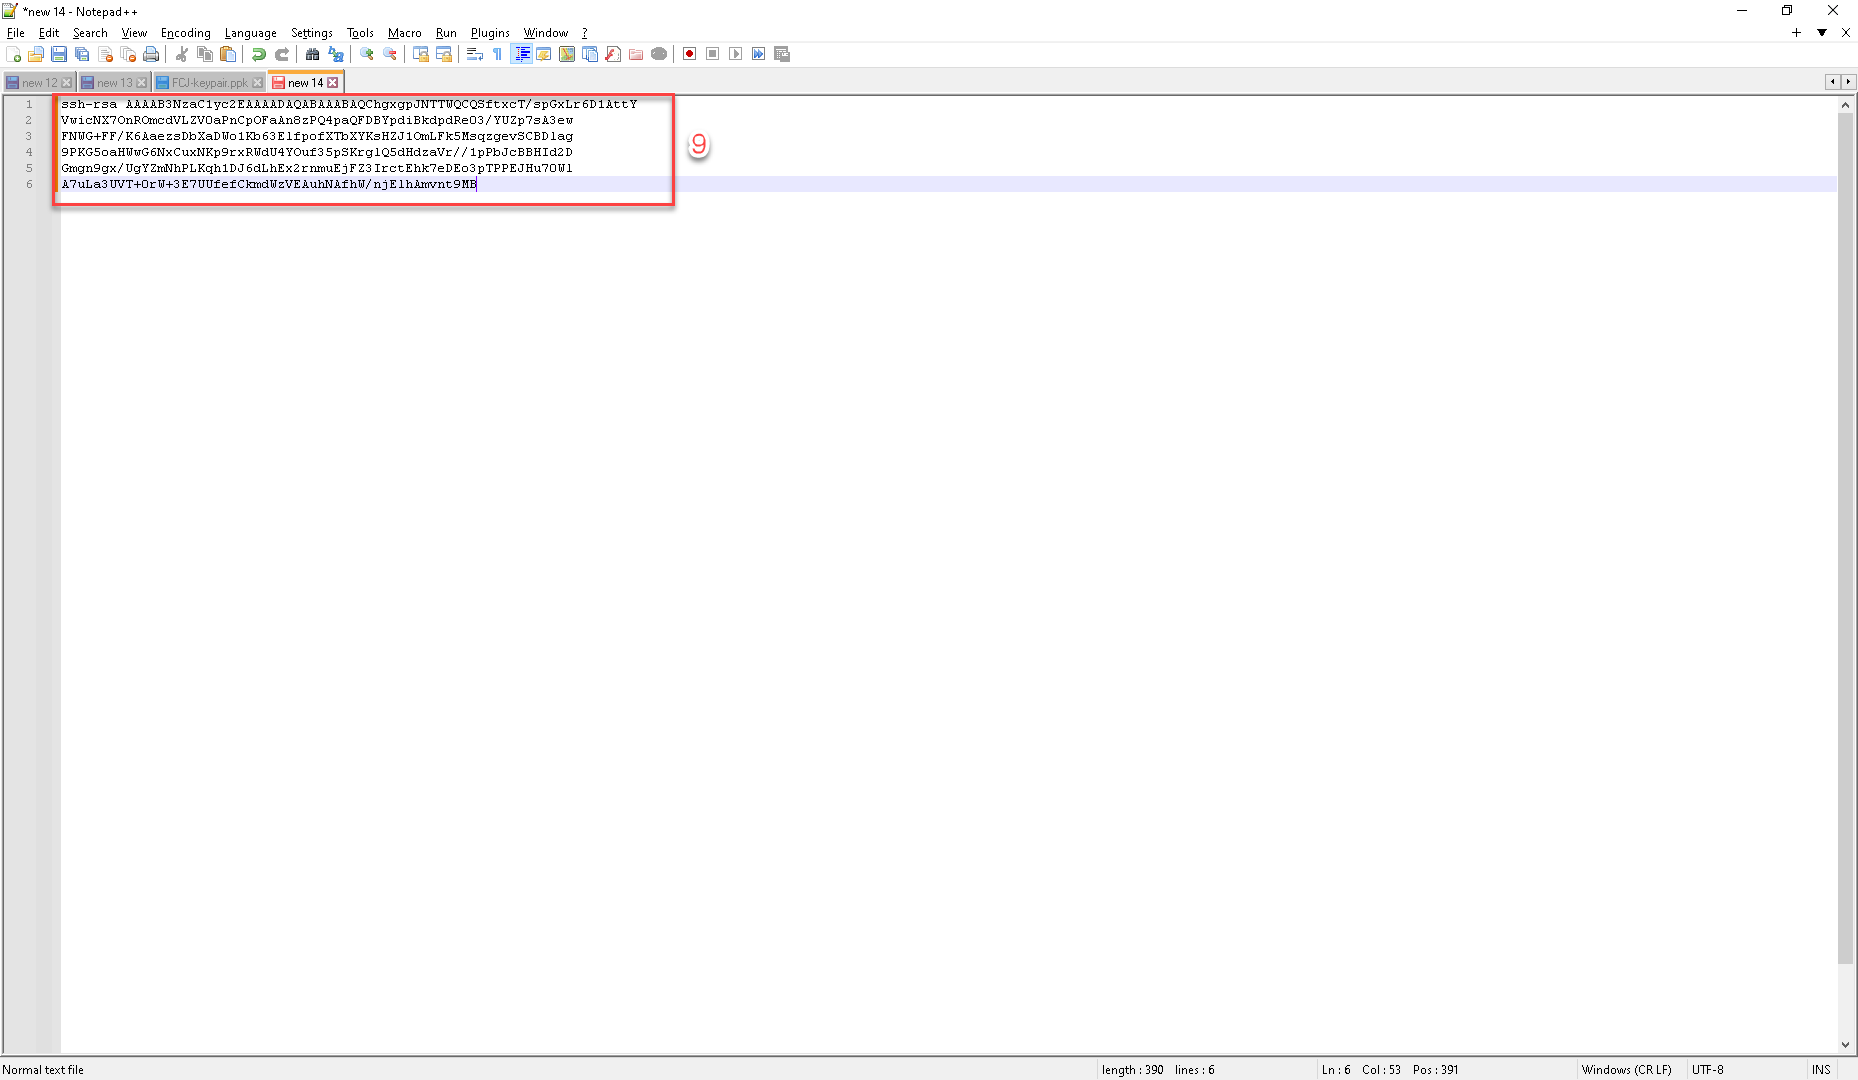 *new 14 - Notepad++
File Edit Search View Encoding Language Settings Tools Macro Run Plugins Window ?
new 12 new 13 FCJ-keypair.ppk new 14
1 ssh-rsa AAAAB3NzaC1yc2EAAAADAQABAAABAQChgxgpJNTTWQCQSftxcT/spGxLr6D1AttY
2 VwicNX7OnROmcdVLZVOaPnCpOFaAn8zPQ4paQFDBYpdiBkdpdReO3/YUZp7sA3ew
3 FNWG+FF/K6AaezsDbXaDWo1Kb63ElfpofXTbXYKsHZJ1OmLFk5MsqzgevSCBDlag
4 9PKG5oaHWwG6NxCuxNKp9rxRWdU4YOuf35pSKrglQ5dHdzaVr//1pPbJcBBHId2D
5 Gmgn9gx/UgYZmNhPLKqh1DJ6dLhEx2rnmuEjFZ3IrctEhk7eDEo3pTPPEJHu7OWl
6 A7uLa3UVT+OrW+3E7UUfefCkmdWzVEAuhNAfhW/njElhAmvnt9MB
9
Normal text file length : 390 lines : 6 Ln : 6 Col : 53 Pos : 391 Windows (CR LF) UTF-8 INS